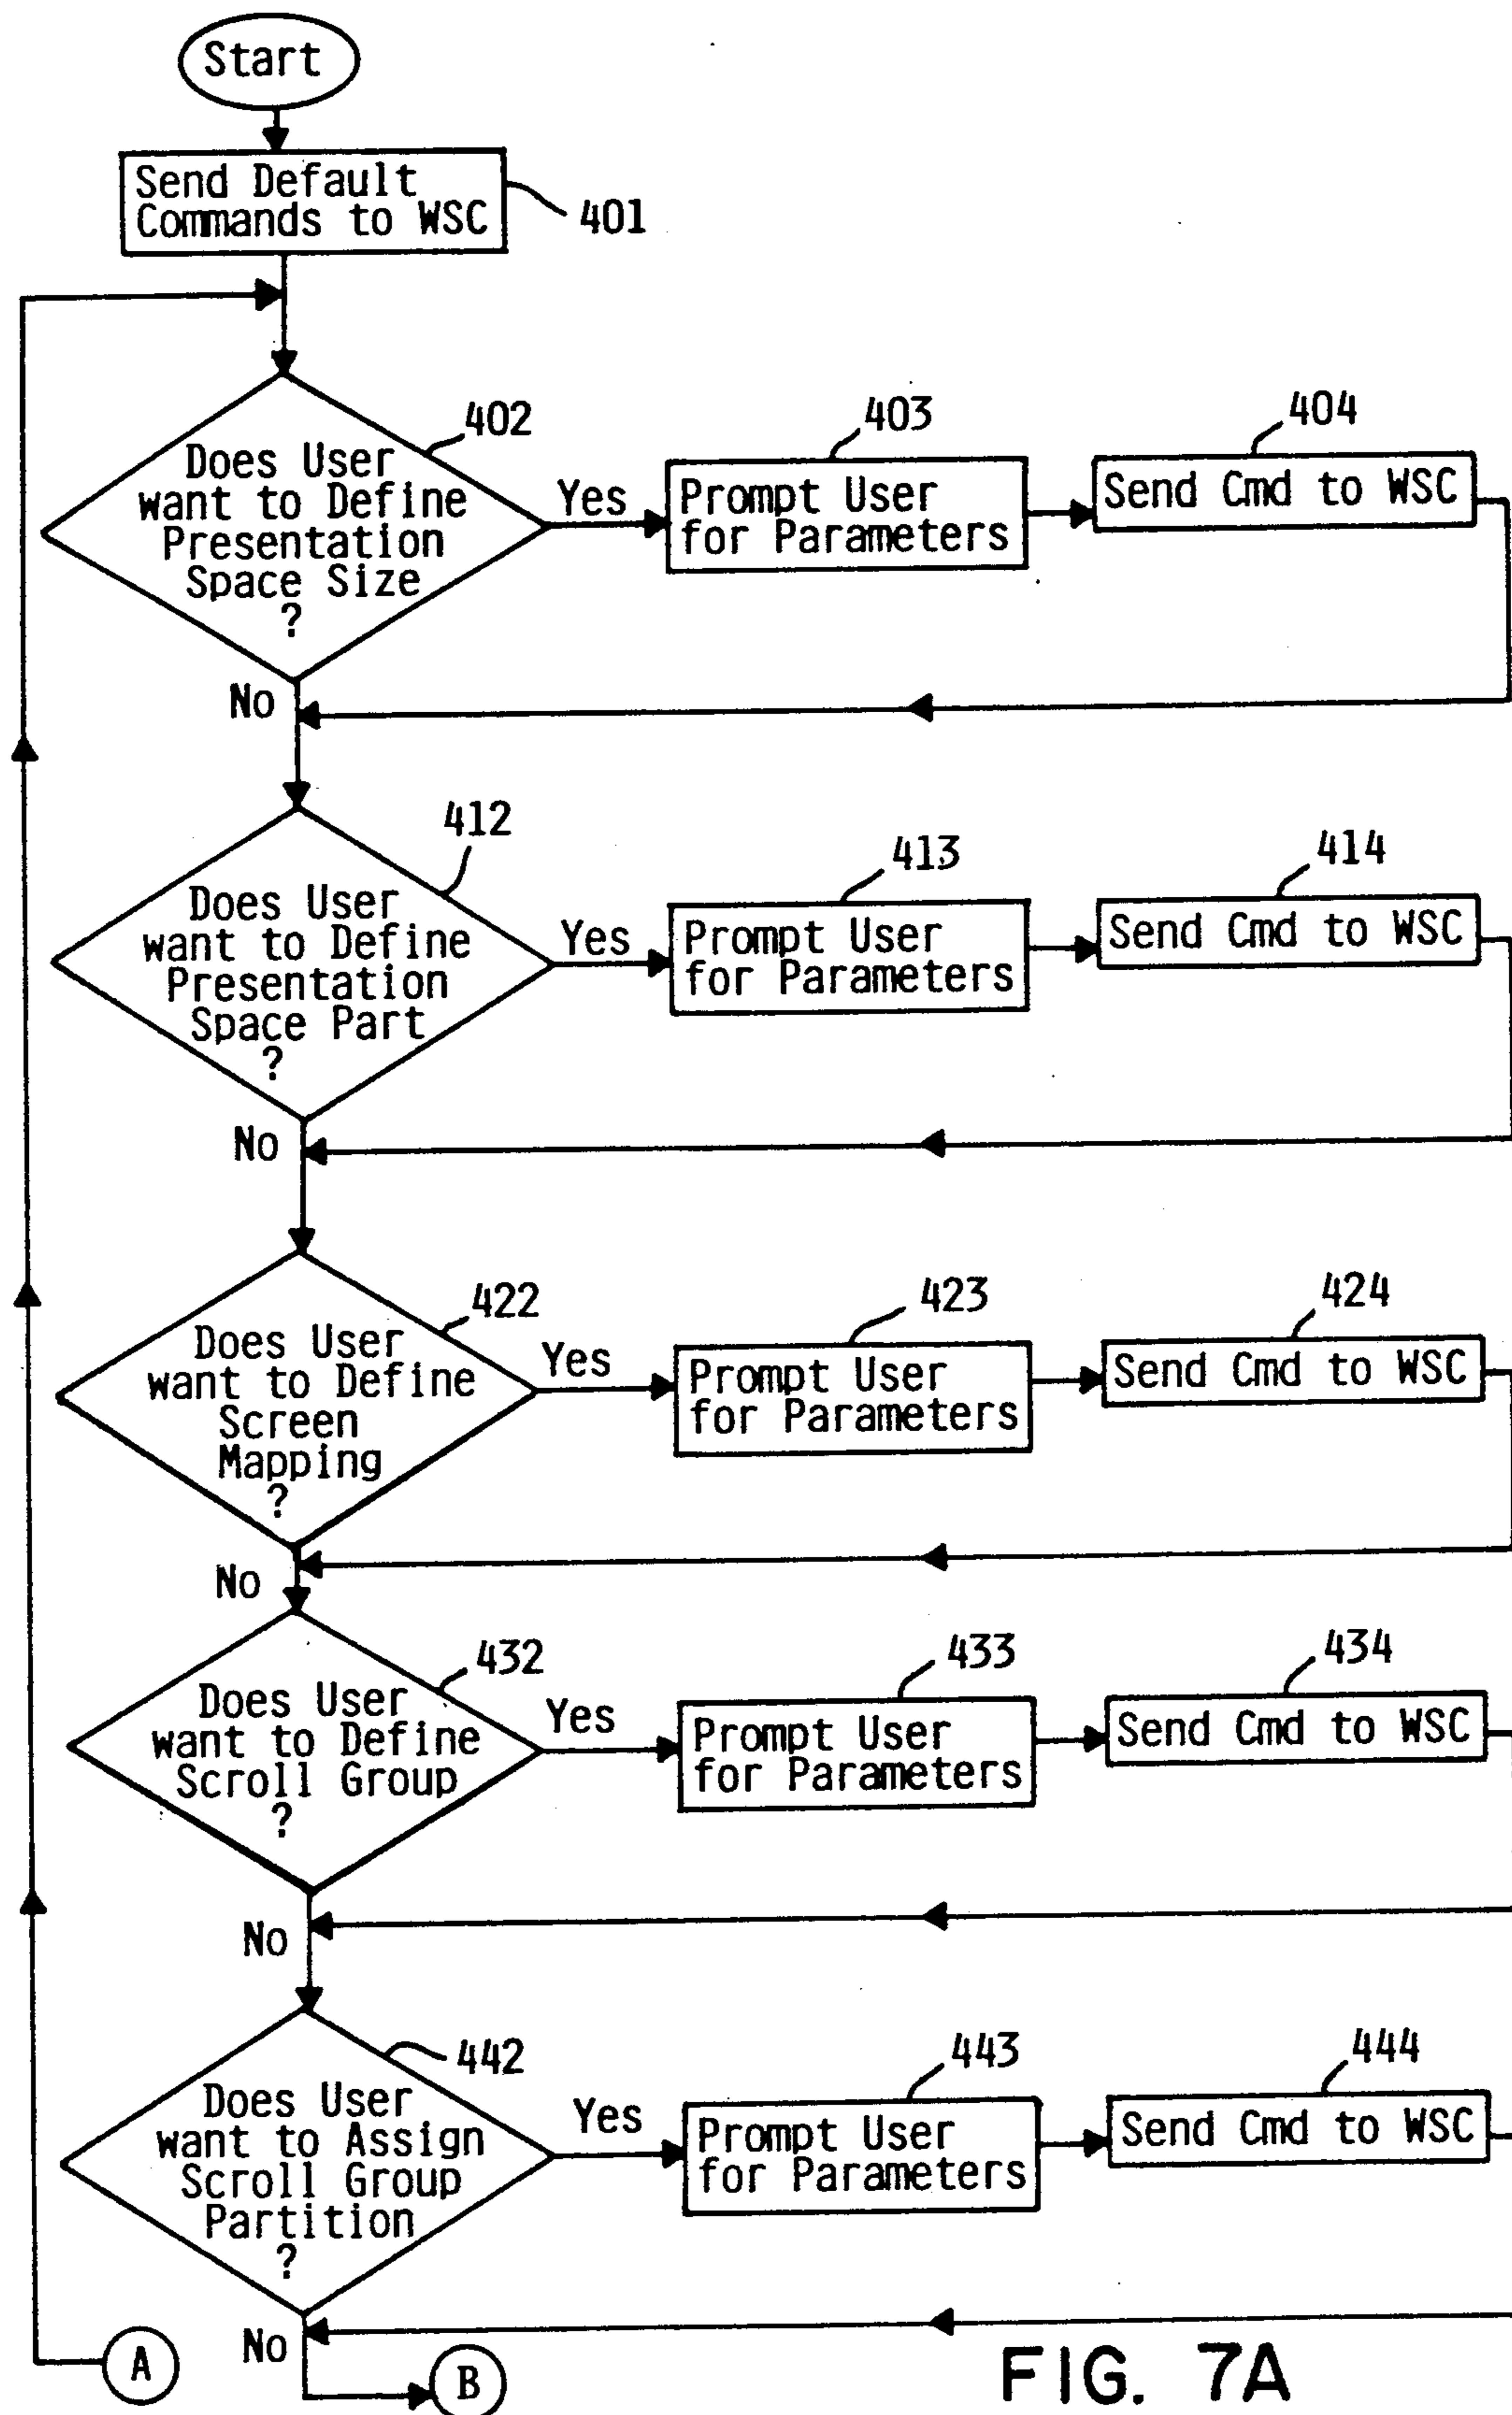 Start
Send Default
Commands to WSC
401
402
Does User
want to Define
Presentation
Space Size
?
Yes
403
Prompt User
for Parameters
404
Send Cmd to WSC
No
412
Does User
want to Define
Presentation
Space Part
?
Yes
413
Prompt User
for Parameters
414
Send Cmd to WSC
No
422
Does User
want to Define
Screen
Mapping
?
Yes
423
Prompt User
for Parameters
424
Send Cmd to WSC
No
432
Does User
want to Define
Scroll Group
?
Yes
433
Prompt User
for Parameters
434
Send Cmd to WSC
No
442
Does User
want to Assign
Scroll Group
Partition
?
Yes
443
Prompt User
for Parameters
444
Send Cmd to WSC
No
A
B
FIG. 7A